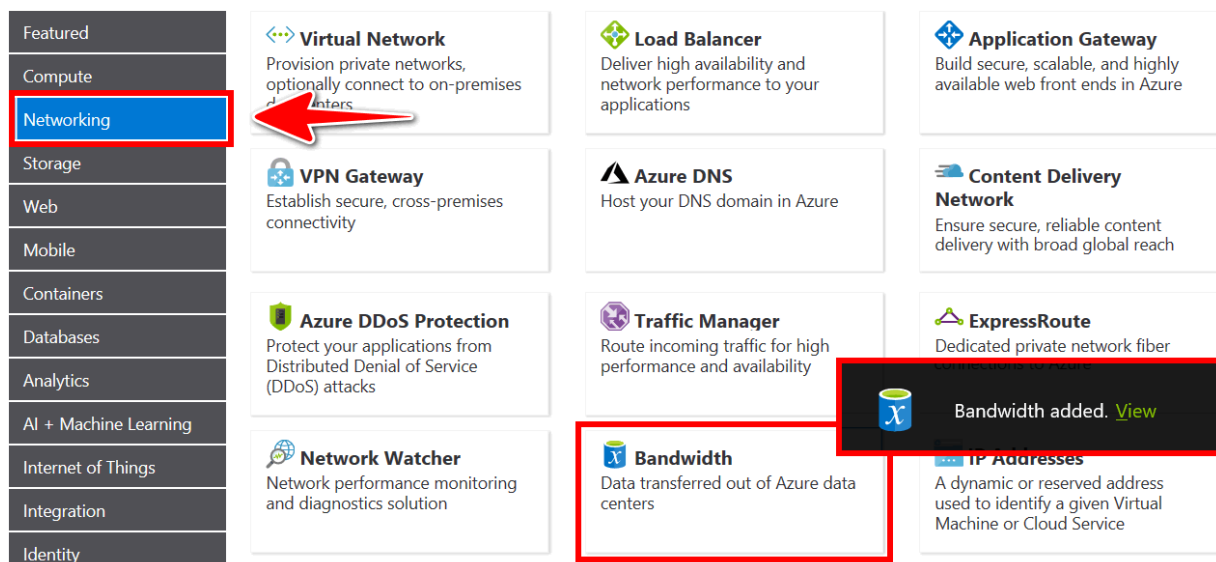 Featured
Compute
Networking
Storage
Web
Mobile
Containers
Databases
Analytics
AI + Machine Learning
Internet of Things
Integration
Identity
Virtual Network
Provision private networks,
optionally connect to on-premises
Load Balancer
Deliver high availability and
network performance to your
applications
Application Gateway
Build secure, scalable, and highly
available web front ends in Azure
VPN Gateway
Establish secure, cross-premises
connectivity
Azure DNS
Host your DNS domain in Azure
Content Delivery
Network
Ensure secure, reliable content
delivery with broad global reach
Azure DDoS Protection
Protect your applications from
Distributed Denial of Service
(DDoS) attacks
Traffic Manager
Route incoming traffic for high
performance and availability
ExpressRoute
Dedicated private network fiber
connections to Azure
Bandwidth added. View
Network Watcher
Network performance monitoring
and diagnostics solution
Bandwidth
Data transferred out of Azure data
centers
IP Addresses
A dynamic or reserved address
used to identify a given Virtual
Machine or Cloud Service